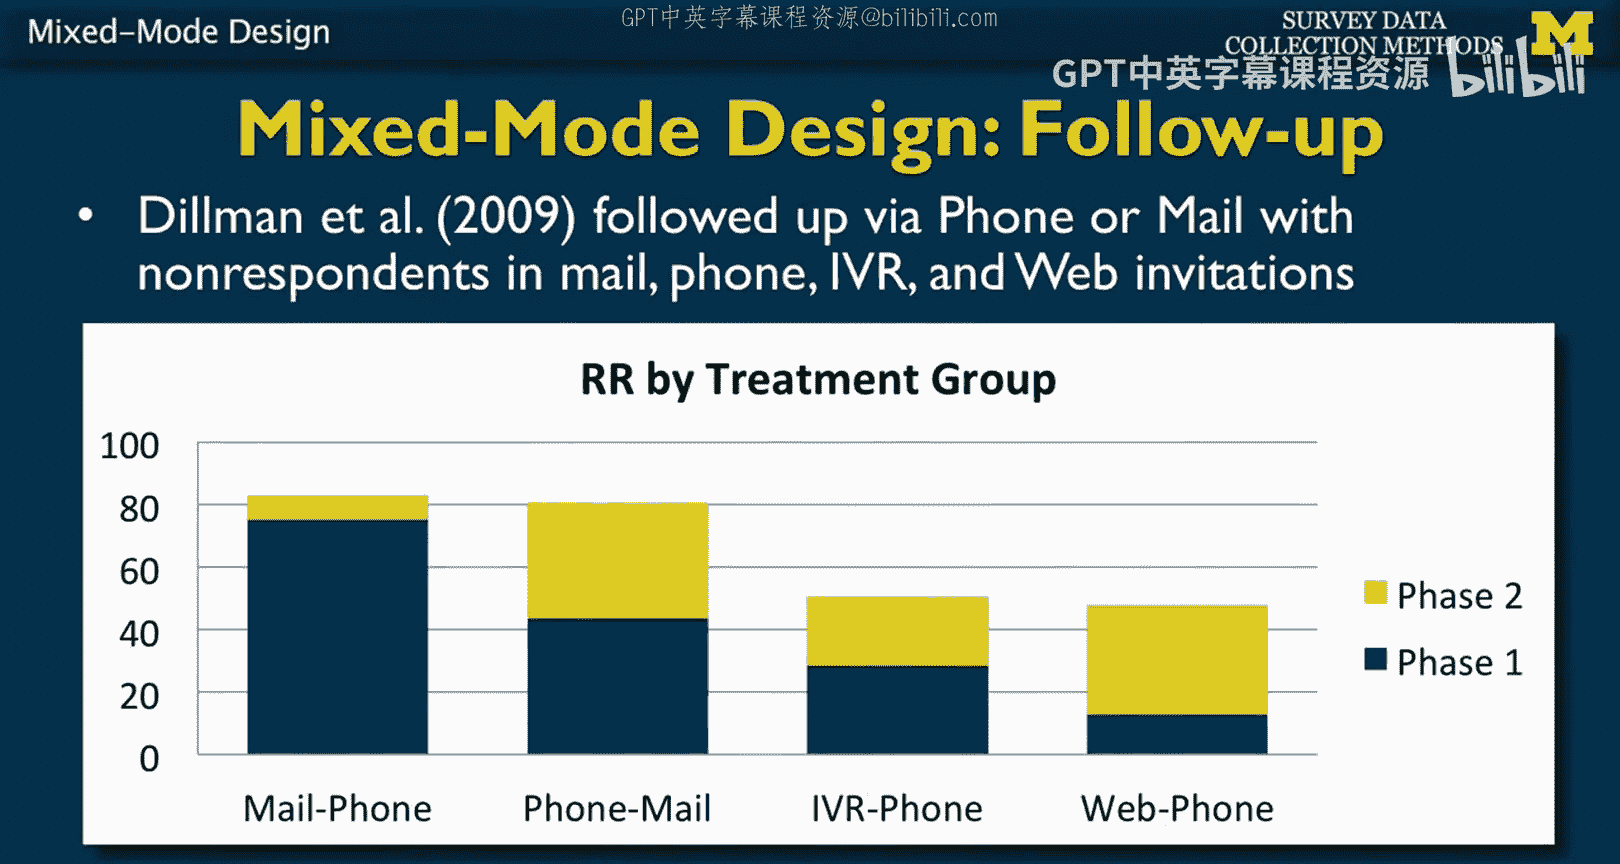 Mixed-Mode Design
GPT中英字幕课程资源@bilibili.com
SURVEY DATA
COLLECTION METHODS
M
GPT中英字幕课程资源 bilibili
Mixed-Mode Design: Follow-up
• Dillman et al. (2009) followed up via Phone or Mail with
nonrespondents in mail, phone, IVR, and Web invitations
RR by Treatment Group
100
80
60
40
20
0
Phase 2
Phase 1
Mail-Phone Phone-Mail IVR-Phone Web-Phone